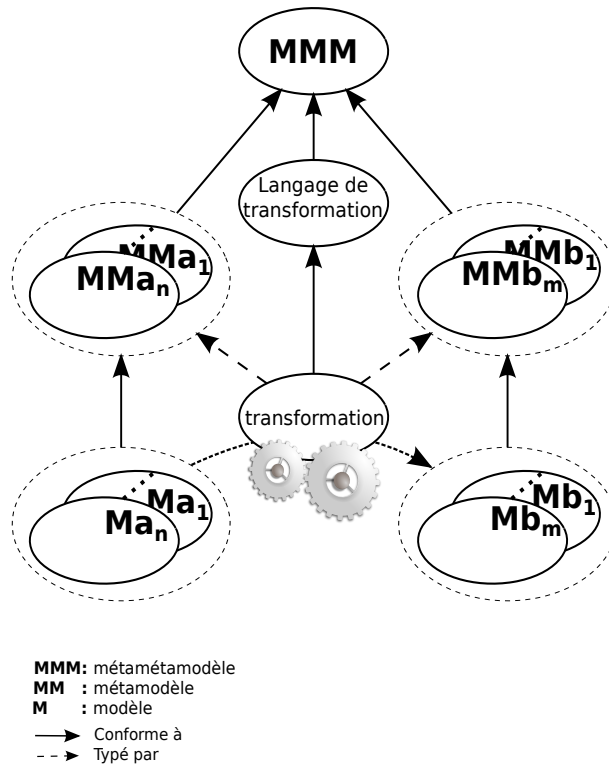 MMM
Langage de
transformation
MMa1
MMan
MMb1
MMbm
transformation
Ma1
Man
Mb1
Mbm
MMM: métamétamodèle
MM : métamodèle
M : modèle
Conforme à
Typé par